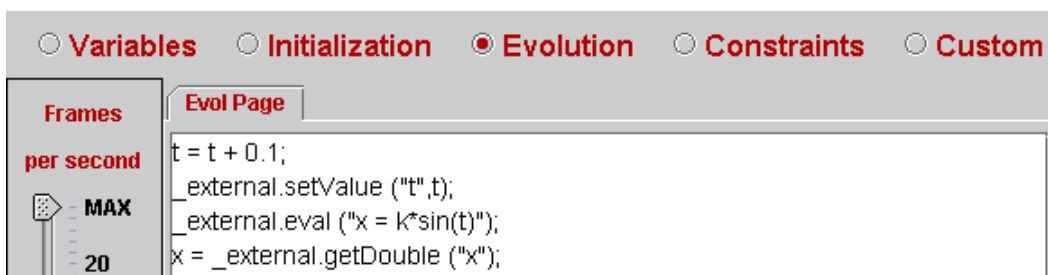 Variables Initialization Evolution Constraints Custom
Frames
per second
MAX
20
Evol Page
t = t + 0.1;
_external.setValue ("t",t);
_external.eval ("x = k*sin(t)");
x = _external.getDouble ("x");